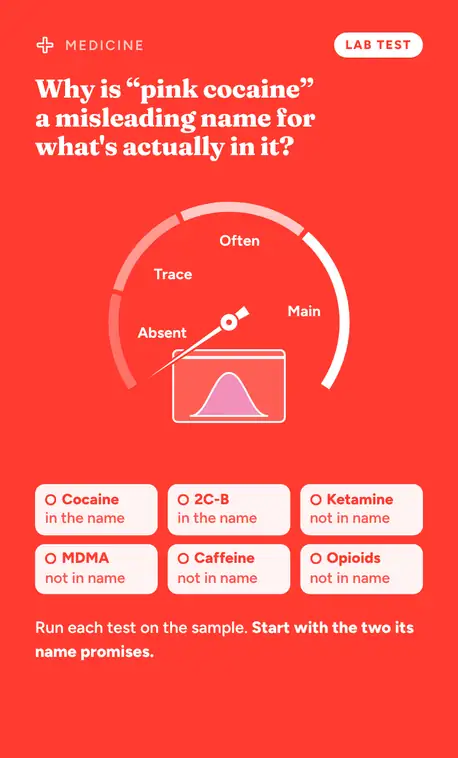 MEDICINE
LAB TEST
Why is “pink cocaine”
a misleading name for
what's actually in it?
Often
Trace
Main
Absent
Cocaine
in the name
2C-B
in the name
Ketamine
not in name
MDMA
not in name
Caffeine
not in name
Opioids
not in name
Run each test on the sample. Start with the two its
name promises.